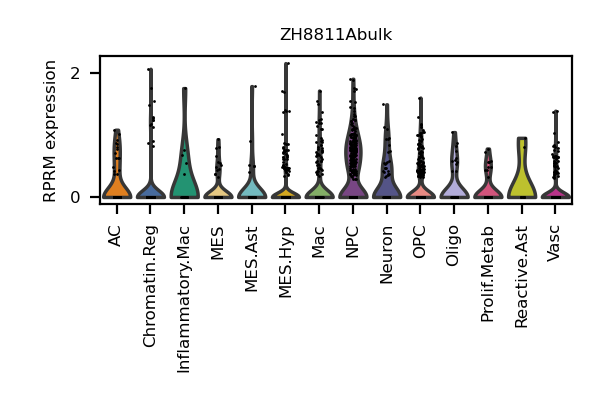 ZH8811Abulk
RPRM expression
2
0
AC
Chromatin.Reg
Inflammatory.Mac
MES
MES.Ast
MES.Hyp
Mac
NPC
Neuron
OPC
Oligo
Prolif.Metab
Reactive.Ast
Vasc